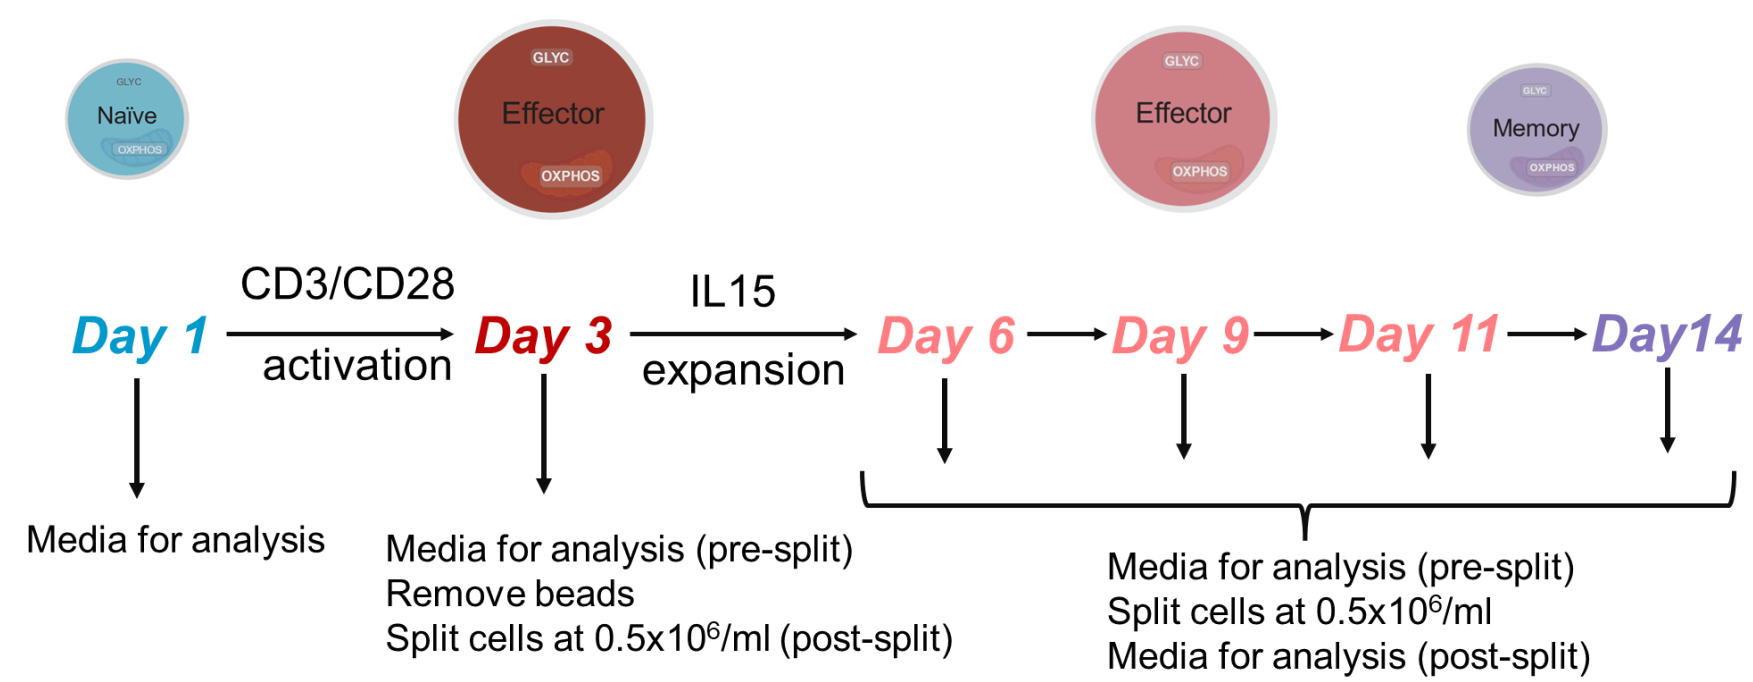 GLYC
Naïve
OXPHOS
GLYC
Effector
OXPHOS
GLYC
Effector
OXPHOS
GLYC
Memory
OXPHOS
CD3/CD28
activation
IL15
expansion
Day 1
Day 3
Day 6
Day 9
Day 11
Day14
Media for analysis
Media for analysis (pre-split)
Remove beads
Split cells at 0.5x10⁶/ml (post-split)
Media for analysis (pre-split)
Split cells at 0.5x10⁶/ml
Media for analysis (post-split)